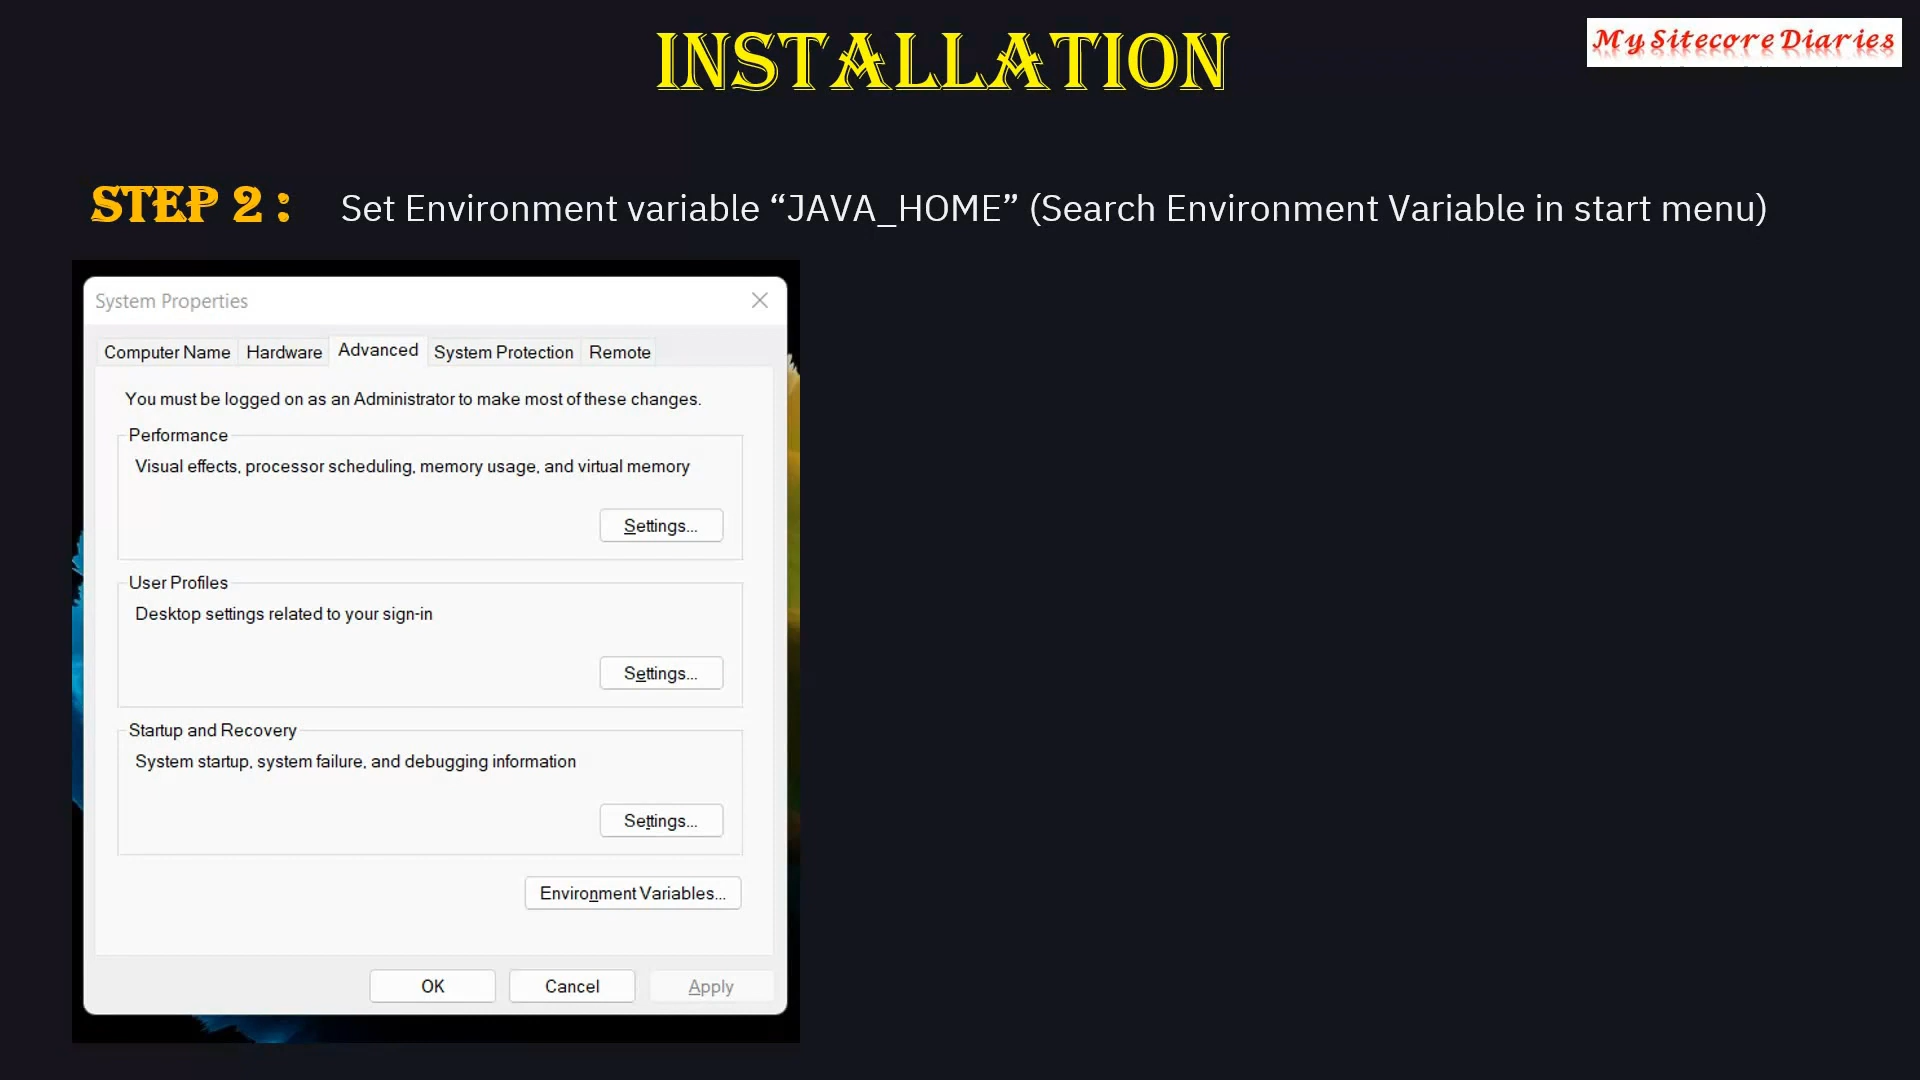 INSTALLATION
My Sitecore Diaries
STEP 2 :
Set Environment variable “JAVA_HOME” (Search Environment Variable in start menu)
System Properties
Computer Name
Hardware
Advanced
System Protection
Remote
You must be logged on as an Administrator to make most of these changes.
Performance
Visual effects, processor scheduling, memory usage, and virtual memory
Settings...
User Profiles
Desktop settings related to your sign-in
Settings...
Startup and Recovery
System startup, system failure, and debugging information
Settings...
Environment Variables...
OK
Cancel
Apply